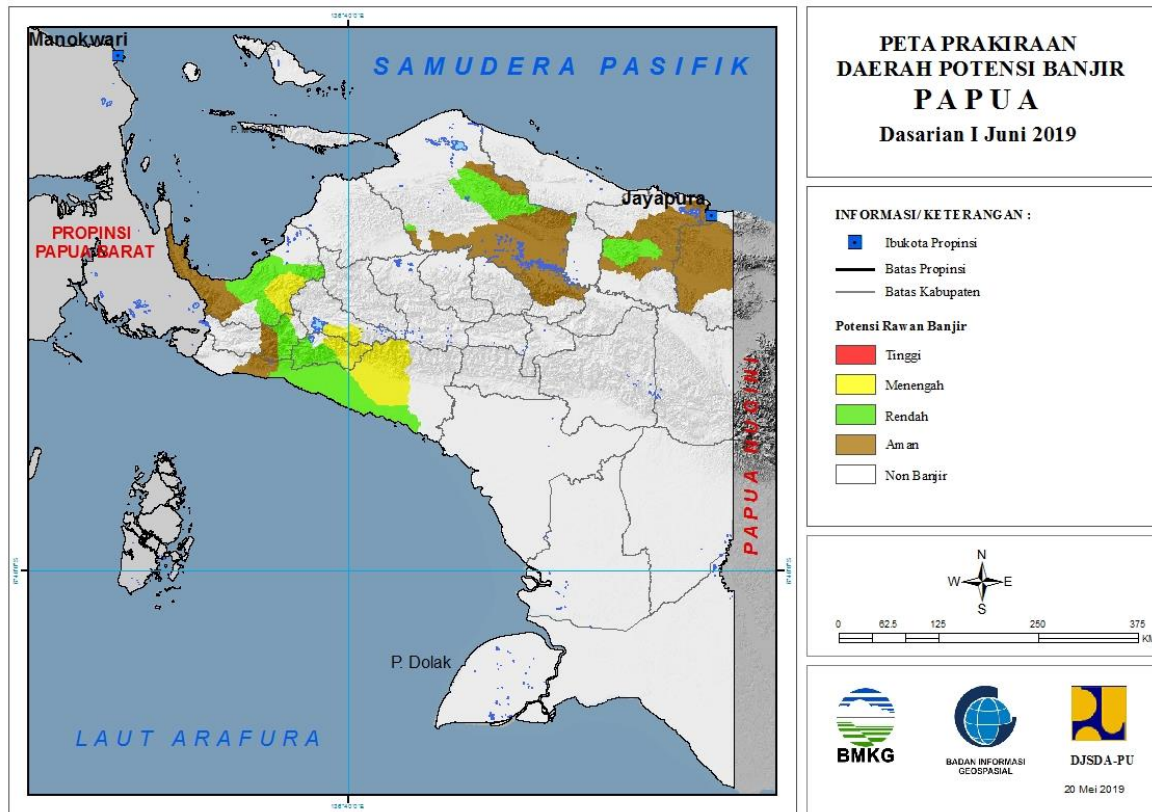 Manokwari
SAMUDERA PASIFIK
Jayapura
PROPINSI
PAPUA BARAT
PAPUA NUGINI
P. Dolak
LAUT ARAFURA
PETA PRAKIRAAN
DAERAH POTENSI BANJIR
PAPUA
Dasarian I Juni 2019
INFORMASI/ KETERANGAN :
Ibukota Propinsi
Batas Propinsi
Batas Kabupaten
Potensi Rawan Banjir
Tinggi
Menengah
Rendah
Aman
Non Banjir
N
W E
S
0 62.5 125 250 375
KM
BMKG
BADAN INFORMASI
GEOSPASIAL
DJSDA-PU
20 Mei 2019